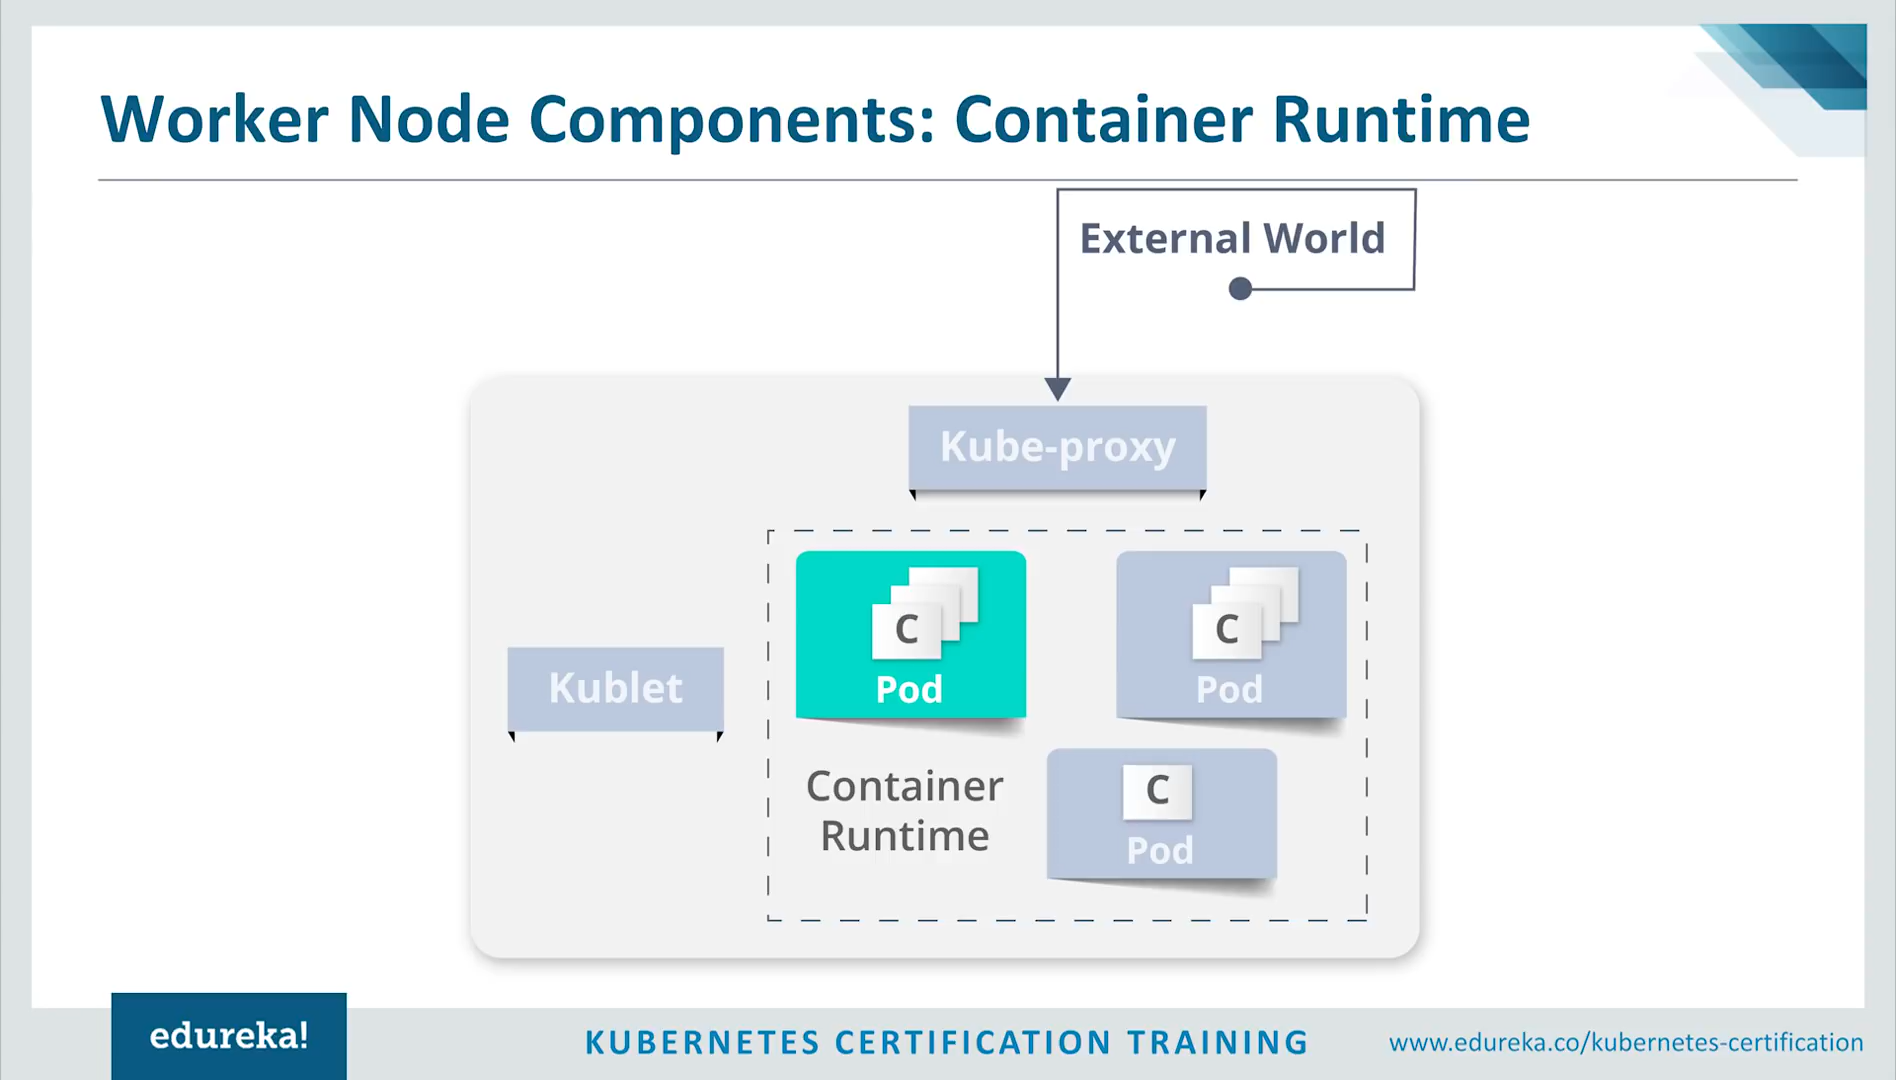 Worker Node Components: Container Runtime
External World
Kube-proxy
C
Pod
C
Pod
Kublet
Container
Runtime
C
Pod
edureka!
KUBERNETES CERTIFICATION TRAINING
www.edureka.co/kubernetes-certification